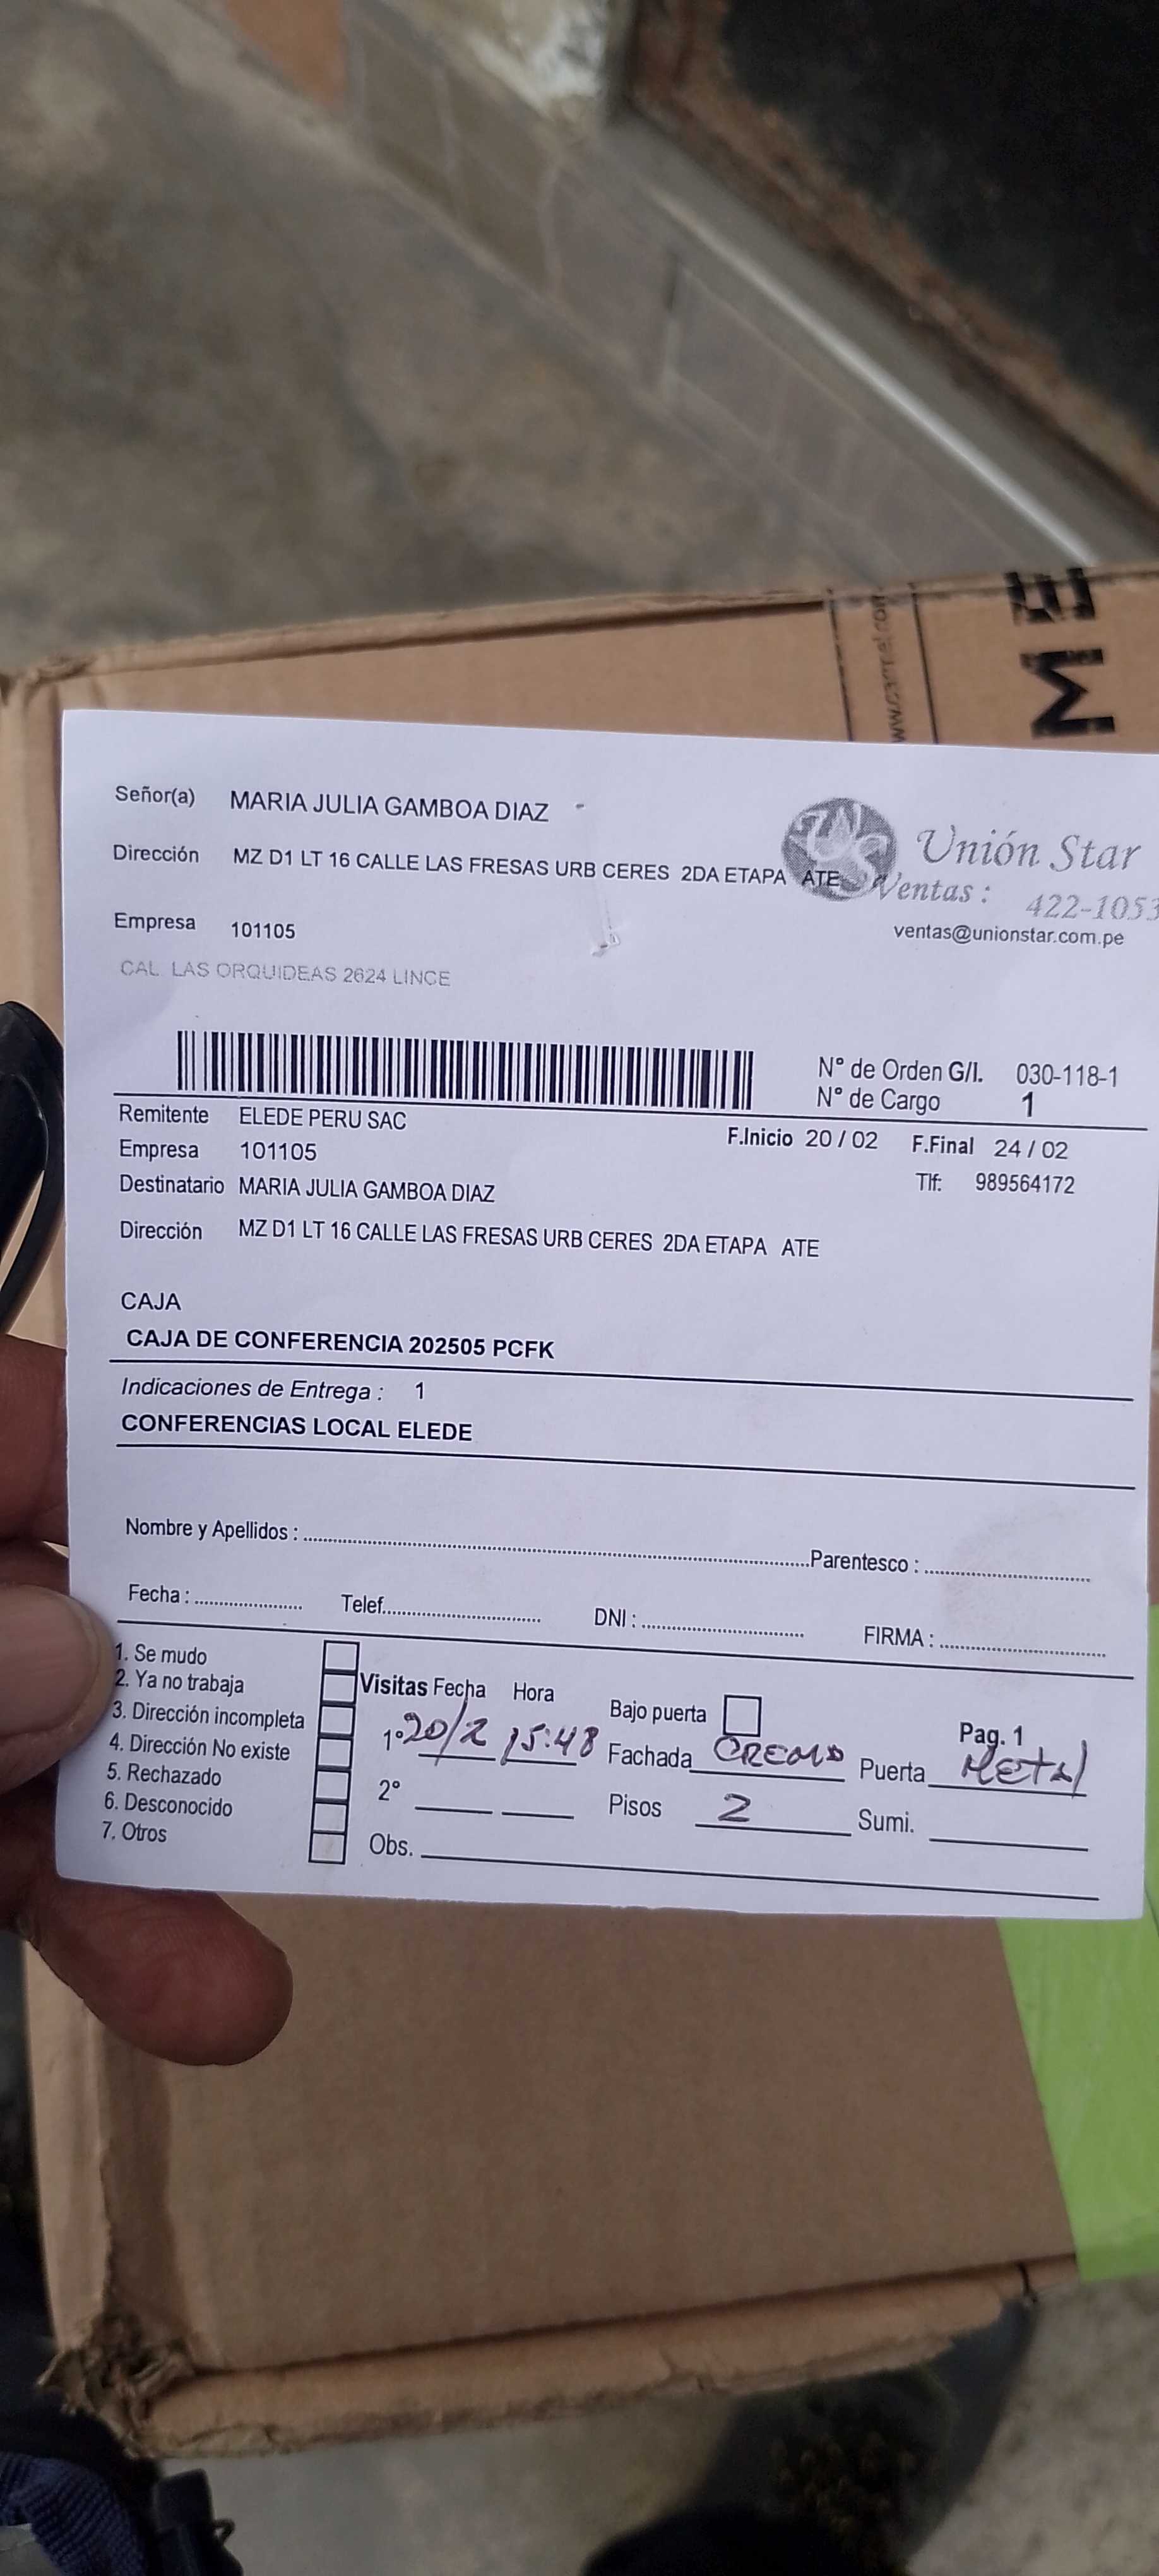 ME
www.carmel.com
Señor(a) MARIA JULIA GAMBOA DIAZ
Dirección MZ D1 LT 16 CALLE LAS FRESAS URB CERES 2DA ETAPA ATE
Unión Star
Ventas : 422-1053
ventas@unionstar.com.pe
Empresa 101105
CAL. LAS ORQUIDEAS 2624 LINCE
N° de Orden G/I. 030-118-1
N° de Cargo 1
Remitente ELEDE PERU SAC
F.Inicio 20 / 02 F.Final 24 / 02
Empresa 101105
Tlf: 989564172
Destinatario MARIA JULIA GAMBOA DIAZ
Dirección MZ D1 LT 16 CALLE LAS FRESAS URB CERES 2DA ETAPA ATE
CAJA
CAJA DE CONFERENCIA 202505 PCFK
Indicaciones de Entrega : 1
CONFERENCIAS LOCAL ELEDE
Nombre y Apellidos : Parentesco :
Fecha : Telef. DNI : FIRMA :
1. Se mudo
2. Ya no trabaja
3. Dirección incompleta
4. Dirección No existe
5. Rechazado
6. Desconocido
7. Otros
Visitas Fecha Hora
1° 20/2 15:48
2°
Obs.
Bajo puerta
Pag. 1
Fachada CREMA Puerta METAL
Pisos 2 Sumi.